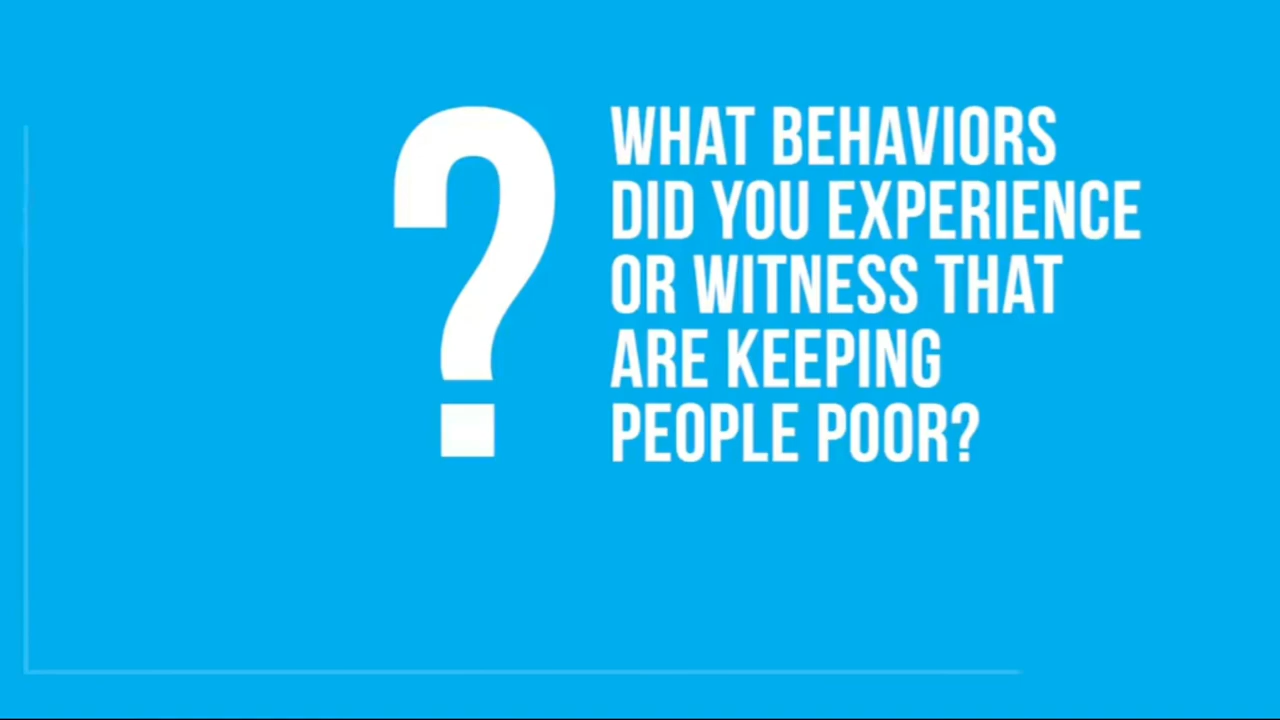 ?
WHAT BEHAVIORS
DID YOU EXPERIENCE
OR WITNESS THAT
ARE KEEPING
PEOPLE POOR?